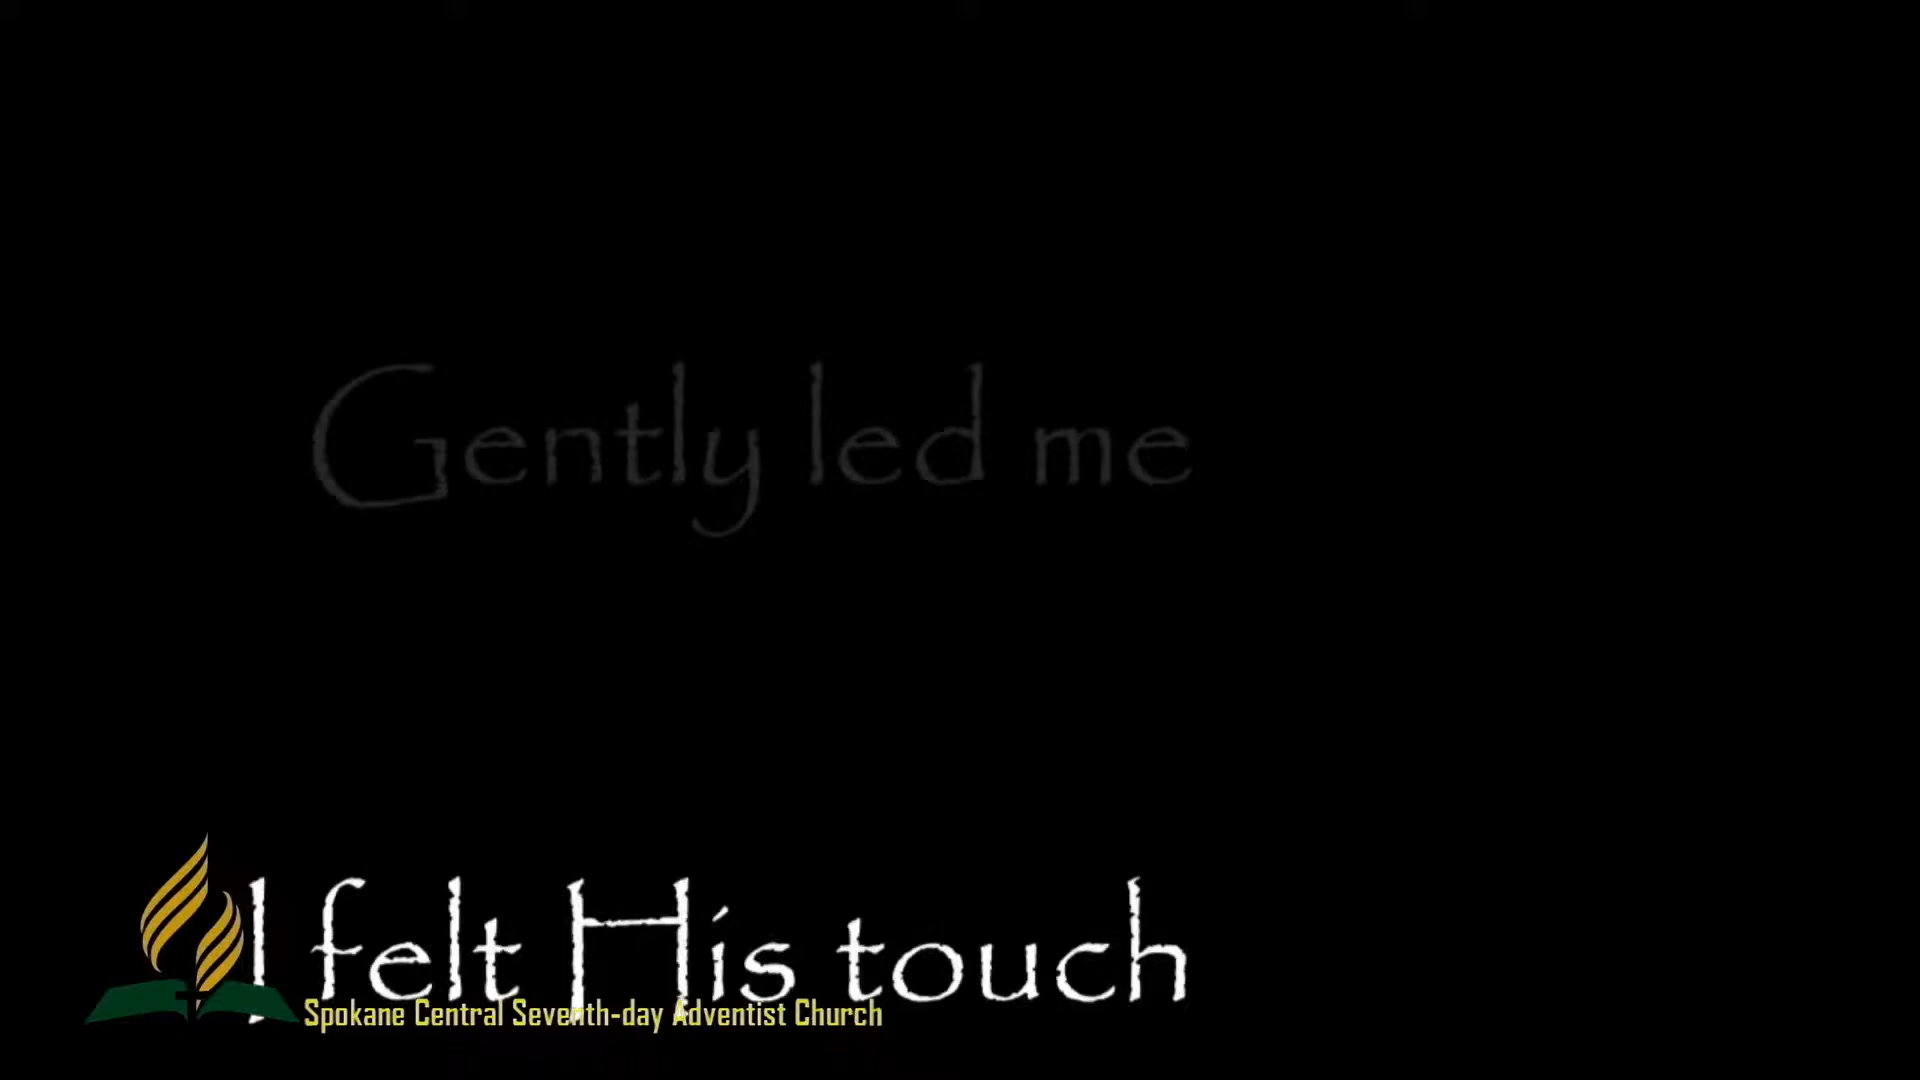 Gently led me
I felt His touch
Spokane Central Seventh-day Adventist Church